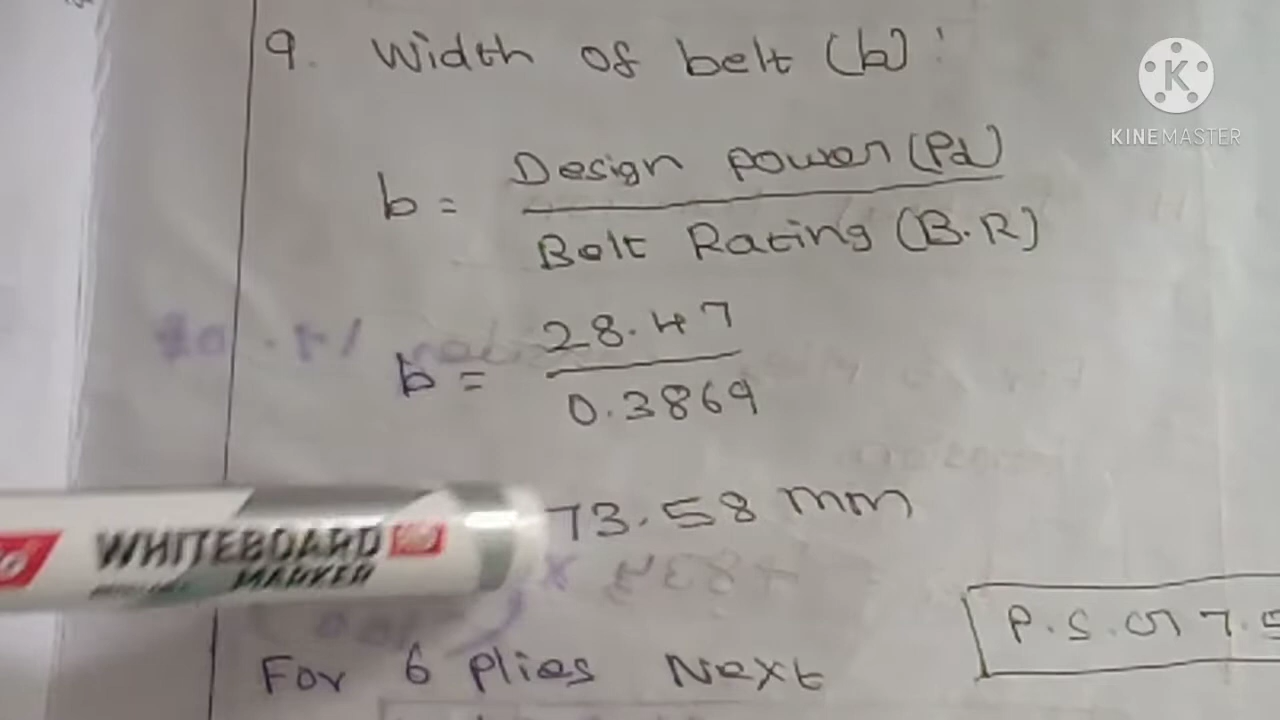 9. Width of belt (b):
K
KINEMASTER
b = Design power (Pd)
Belt Rating (B.R)
b = 28.47
0.3869
73.58 mm
WHITEBOARD
MARKER
P.S.G 7.5
For 6 Plies Next